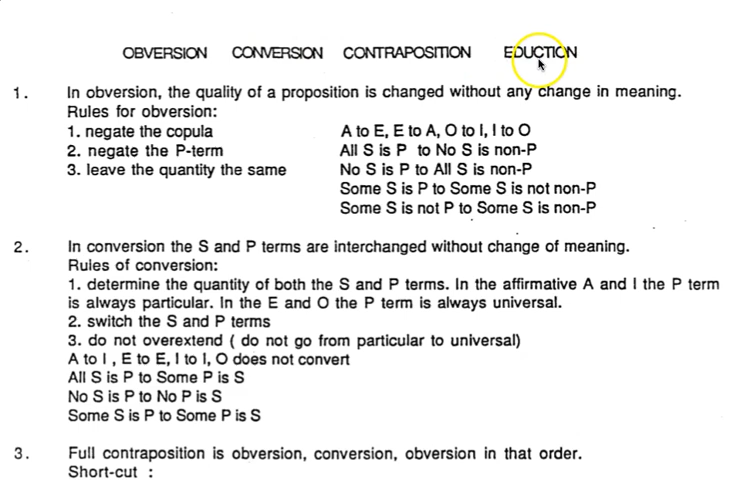 OBVERSION CONVERSION CONTRAPOSITION EDUCTION
1. In obversion, the quality of a proposition is changed without any change in meaning.
Rules for obversion:
1. negate the copula A to E, E to A, O to I, I to O
2. negate the P-term All S is P to No S is non-P
3. leave the quantity the same No S is P to All S is non-P
Some S is P to Some S is not non-P
Some S is not P to Some S is non-P
2. In conversion the S and P terms are interchanged without change of meaning.
Rules of conversion:
1. determine the quantity of both the S and P terms. In the affirmative A and I the P term
is always particular. In the E and O the P term is always universal.
2. switch the S and P terms
3. do not overextend ( do not go from particular to universal)
A to I , E to E, I to I, O does not convert
All S is P to Some P is S
No S is P to No P is S
Some S is P to Some P is S
3. Full contraposition is obversion, conversion, obversion in that order.
Short-cut :